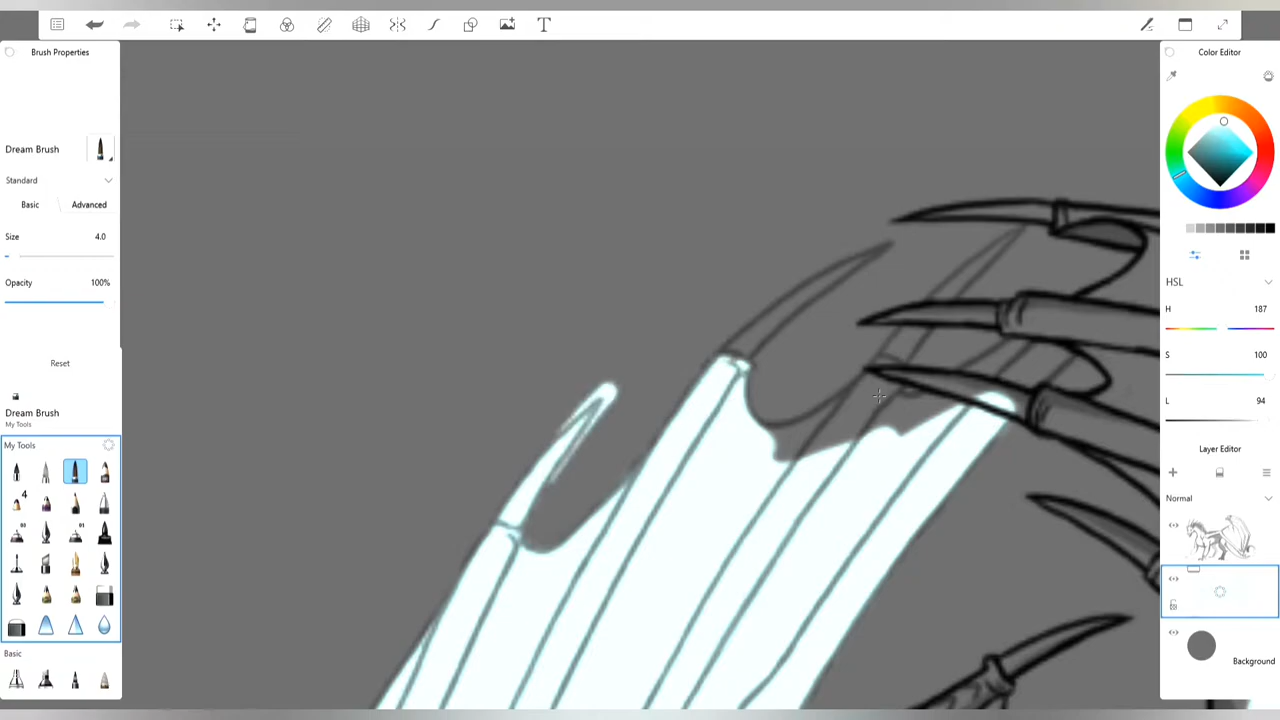 T
Brush Properties
Color Editor
Dream Brush
Standard
Basic Advanced
Size 4.0
Opacity 100%
Reset
Dream Brush
My Tools
My Tools
4
Basic
HSL
H 187
S 100
L 94
Layer Editor
Normal
Background